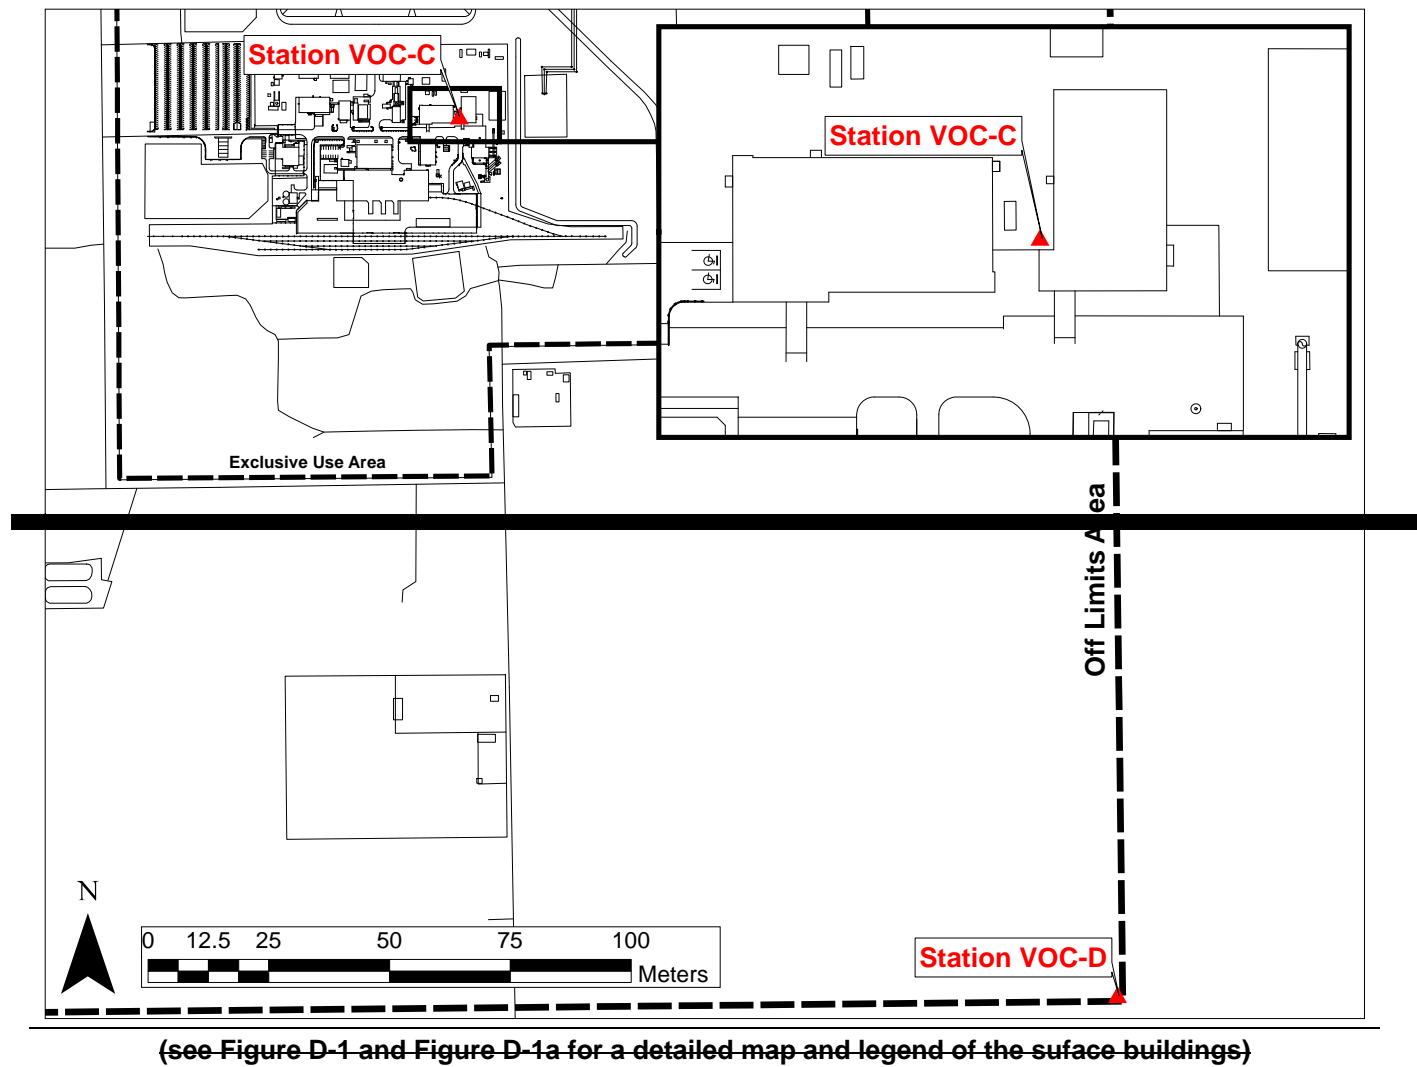 Station VOC-C
Station VOC-C
Exclusive Use Area
Off Limits Area
N
0 12.5 25 50 75 100
Meters
Station VOC-D
(see Figure D-1 and Figure D-1a for a detailed map and legend of the suface buildings)